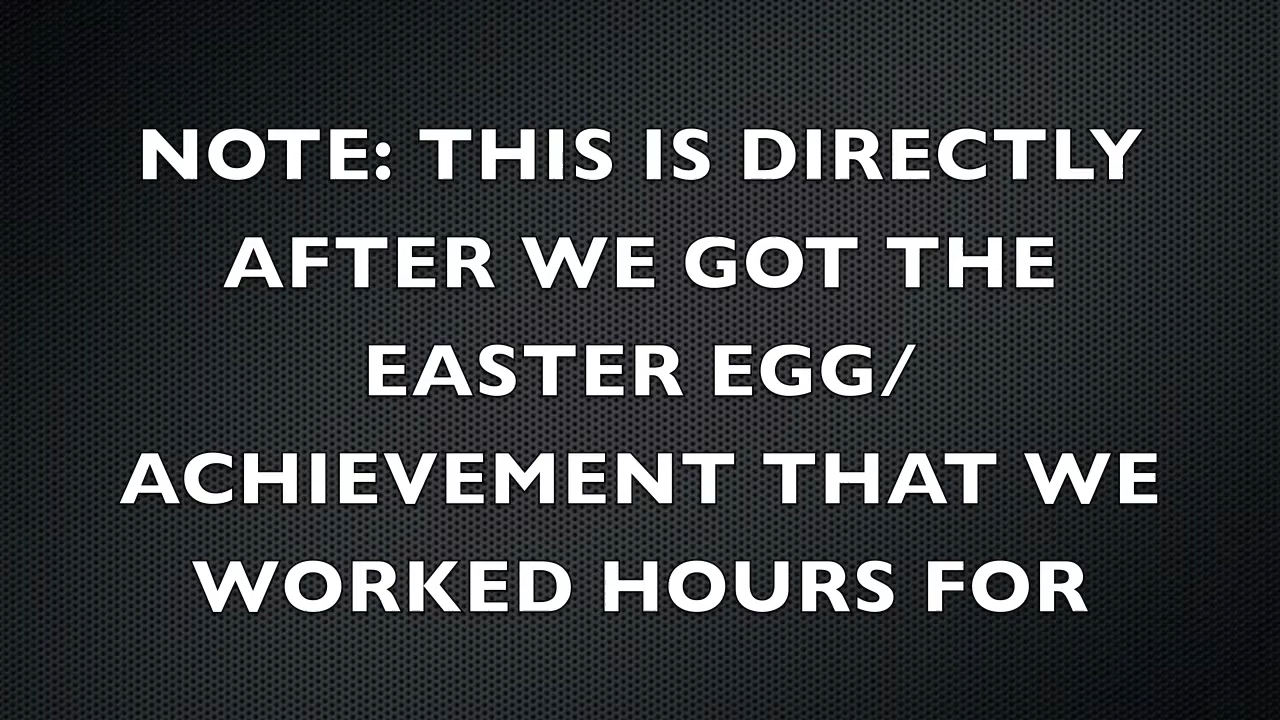 NOTE: THIS IS DIRECTLY
AFTER WE GOT THE
EASTER EGG/
ACHIEVEMENT THAT WE
WORKED HOURS FOR